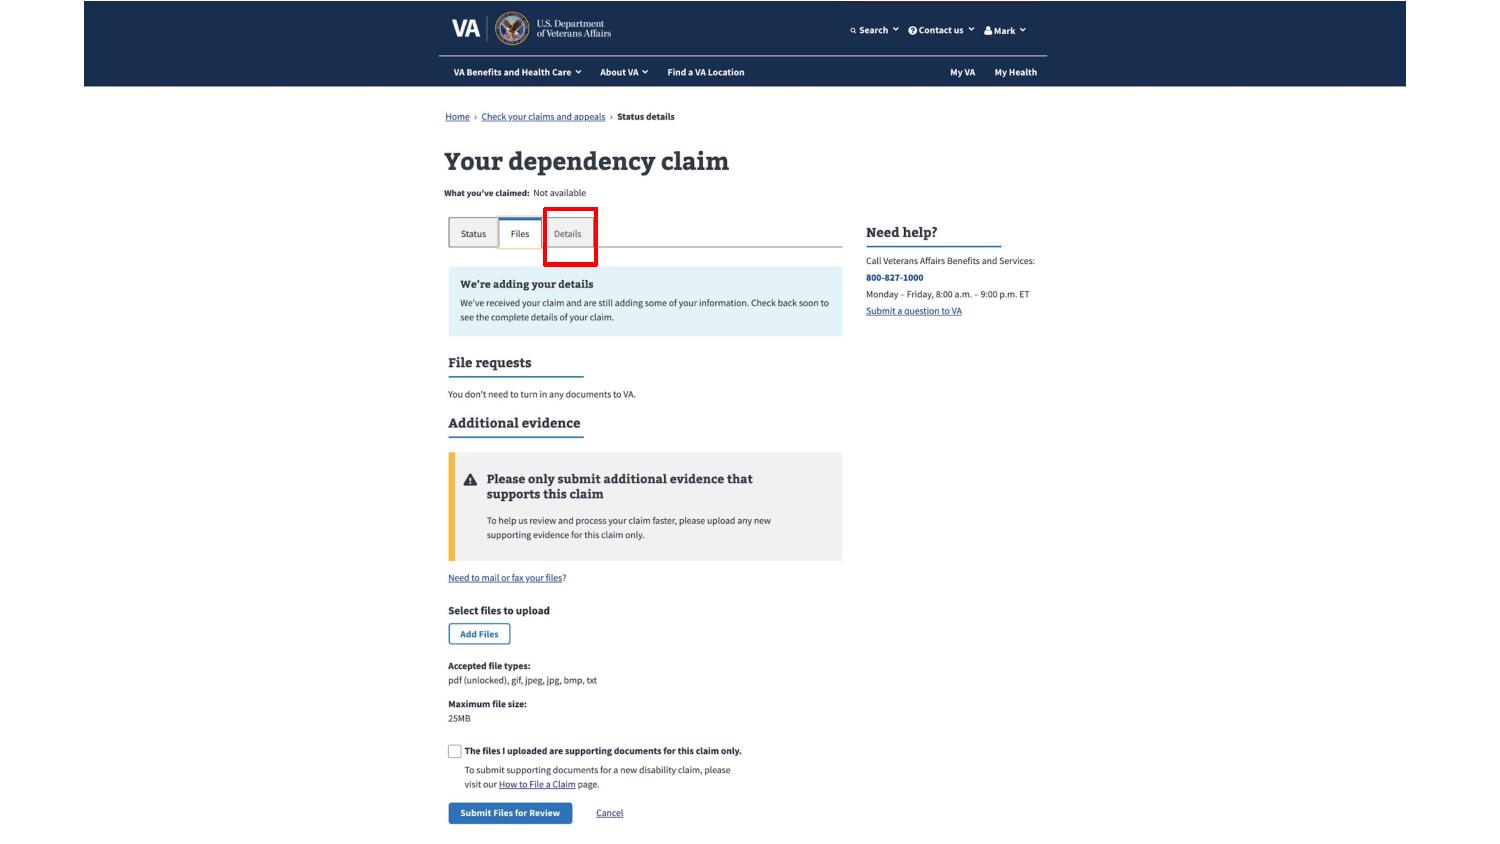 VA
U.S. Department
of Veterans Affairs
Search
Contact us
Mark
VA Benefits and Health Care
About VA
Find a VA Location
My VA
My Health
Home › Check your claims and appeals › Status details
Your dependency claim
What you’ve claimed: Not available
Status
Files
Details
We’re adding your details
We’ve received your claim and are still adding some of your information. Check back soon to
see the complete details of your claim.
File requests
You don’t need to turn in any documents to VA.
Additional evidence
Please only submit additional evidence that
supports this claim
To help us review and process your claim faster, please upload any new
supporting evidence for this claim only.
Need to mail or fax your files?
Select files to upload
Add Files
Accepted file types:
pdf (unlocked), gif, jpeg, jpg, bmp, txt
Maximum file size:
25MB
The files I uploaded are supporting documents for this claim only.
To submit supporting documents for a new disability claim, please
visit our How to File a Claim page.
Submit Files for Review
Cancel
Need help?
Call Veterans Affairs Benefits and Services:
800-827-1000
Monday – Friday, 8:00 a.m. – 9:00 p.m. ET
Submit a question to VA